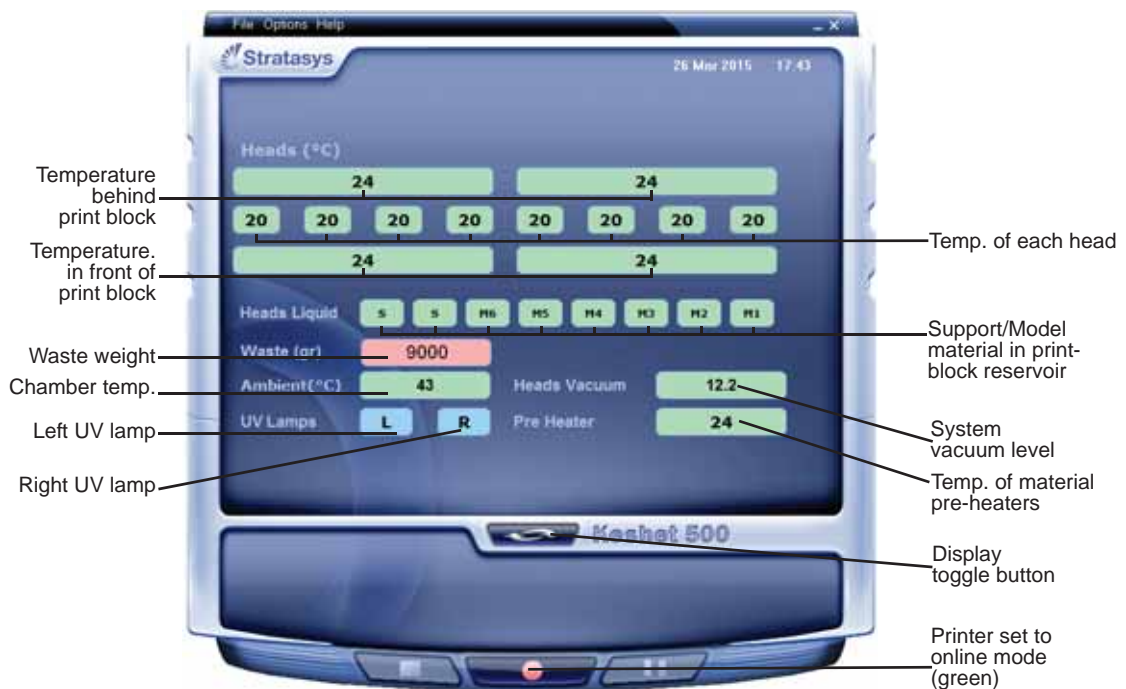 File Options Help
Stratasys
26 Mar 2015 17:43
Heads (°C)
24 24
20 20 20 20 20 20 20 20
24 24
Heads Liquid S S M6 M5 M4 M3 M2 M1
Waste (gr) 9000
Ambient(°C) 43 Heads Vacuum 12.2
UV Lamps L R Pre Heater 24
Keshet 500
Temperature
behind
print block
Temperature.
in front of
print block
Waste weight
Chamber temp.
Left UV lamp
Right UV lamp
Temp. of each head
Support/Model
material in print-
block reservoir
System
vacuum level
Temp. of material
pre-heaters
Display
toggle button
Printer set to
online mode
(green)